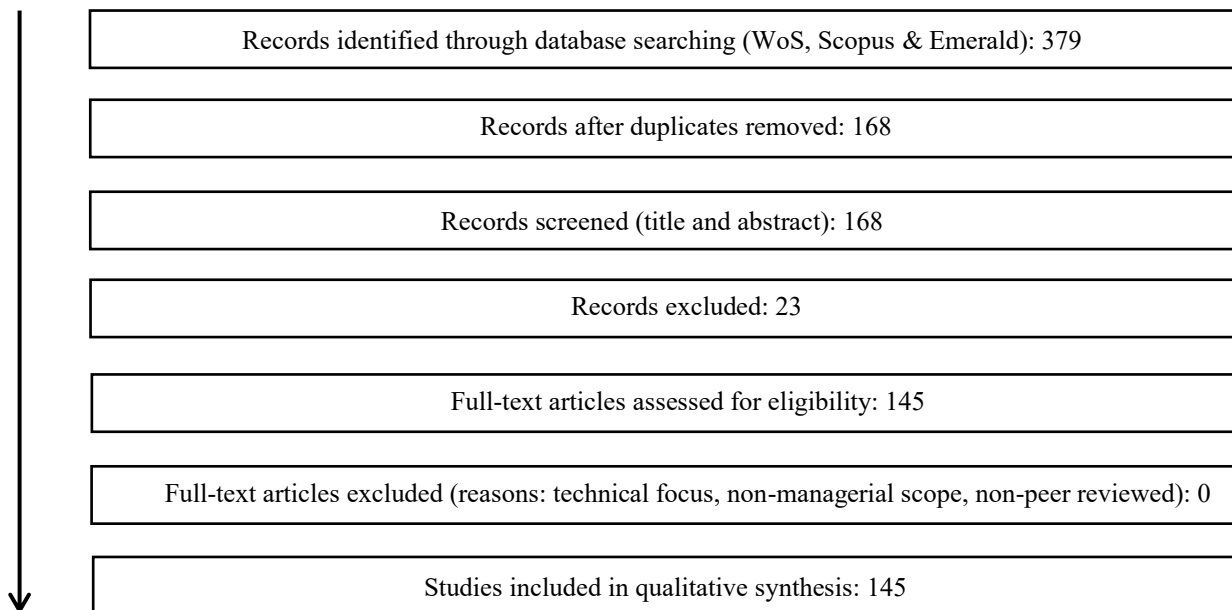 Records identified through database searching (WoS, Scopus & Emerald): 379
Records after duplicates removed: 168
Records screened (title and abstract): 168
Records excluded: 23
Full-text articles assessed for eligibility: 145
Full-text articles excluded (reasons: technical focus, non-managerial scope, non-peer reviewed): 0
Studies included in qualitative synthesis: 145